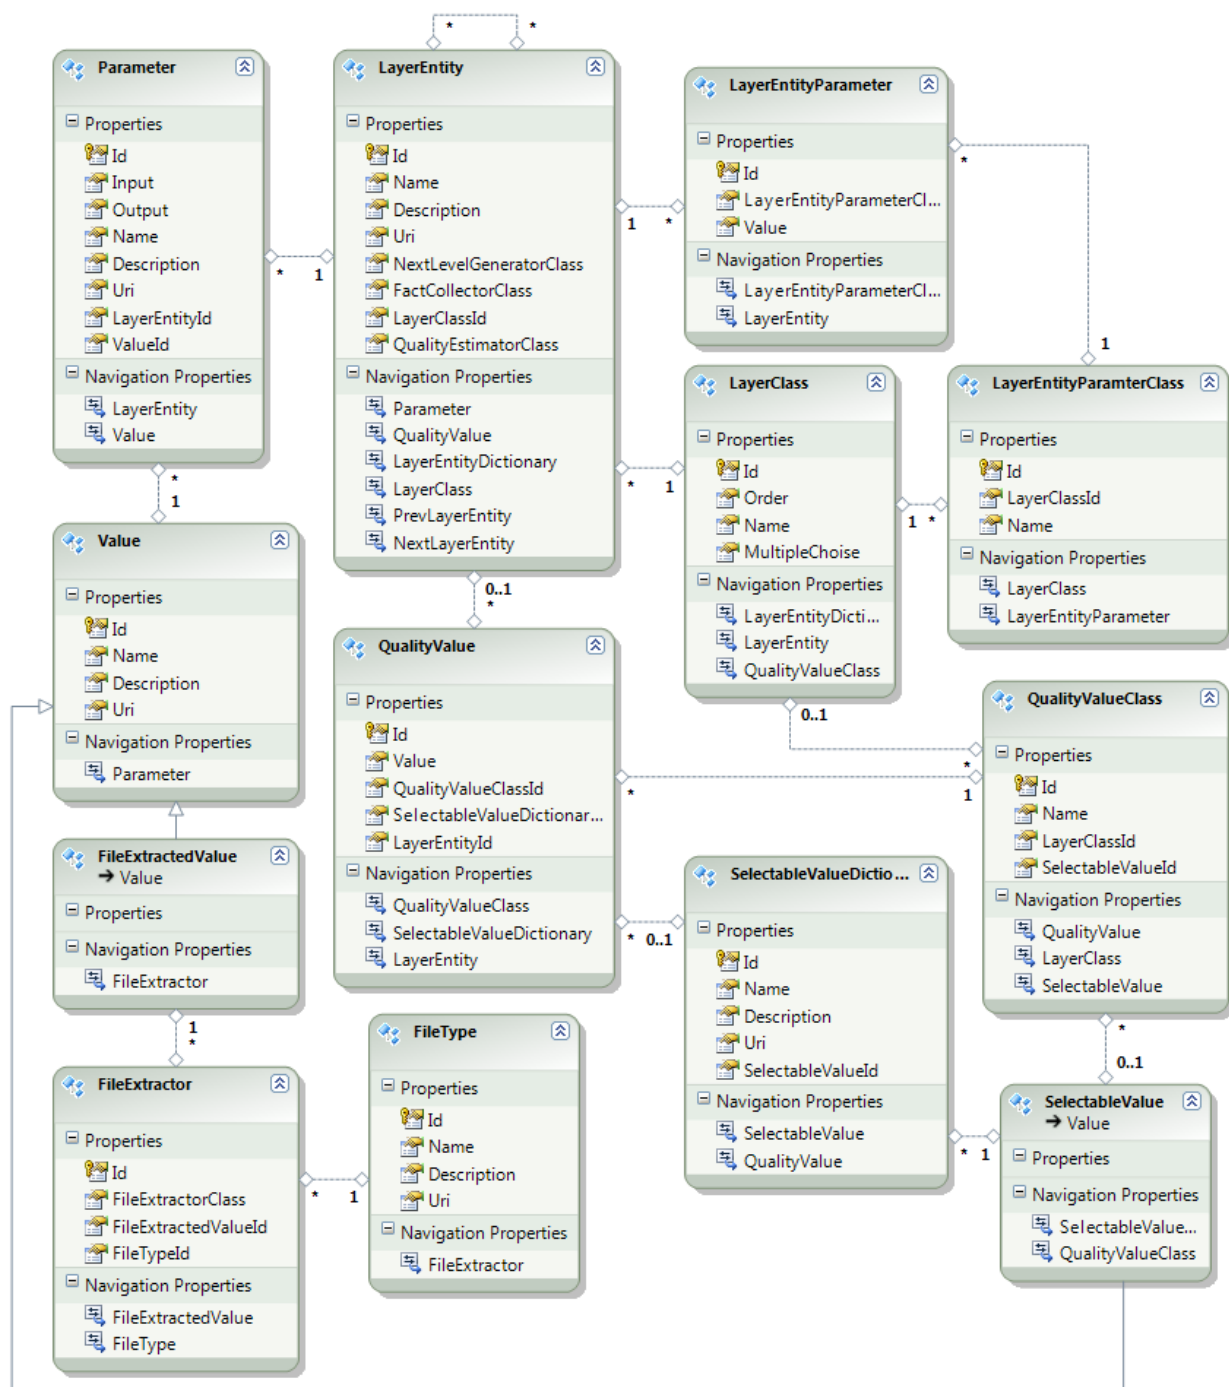 * *
Parameter
Properties
Id
Input
Output
Name
Description
Uri
LayerEntityId
ValueId
Navigation Properties
LayerEntity
Value
* 1
*
1
LayerEntity
Properties
Id
Name
Description
Uri
NextLevelGeneratorClass
FactCollectorClass
LayerClassId
QualityEstimatorClass
Navigation Properties
Parameter
QualityValue
LayerEntityDictionary
LayerClass
PrevLayerEntity
NextLayerEntity
1 *
* 1
0..1
*
LayerEntityParameter
Properties
Id
LayerEntityParameterCl...
Value
Navigation Properties
LayerEntityParameterCl...
LayerEntity
*
1
LayerClass
Properties
Id
Order
Name
MultipleChoise
Navigation Properties
LayerEntityDicti...
LayerEntity
QualityValueClass
1 *
0..1
*
LayerEntityParamterClass
Properties
Id
LayerClassId
Name
Navigation Properties
LayerClass
LayerEntityParameter
Value
Properties
Id
Name
Description
Uri
Navigation Properties
Parameter
QualityValue
Properties
Id
Value
QualityValueClassId
SelectableValueDictionar...
LayerEntityId
Navigation Properties
QualityValueClass
SelectableValueDictionary
LayerEntity
* 1
* 0..1
QualityValueClass
Properties
Id
Name
LayerClassId
SelectableValueId
Navigation Properties
QualityValue
LayerClass
SelectableValue
*
0..1
FileExtractedValue
➔ Value
Properties
Navigation Properties
FileExtractor
1
*
SelectableValueDictio...
Properties
Id
Name
Description
Uri
SelectableValueId
Navigation Properties
SelectableValue
QualityValue
* 1
FileExtractor
Properties
Id
FileExtractorClass
FileExtractedValueId
FileTypeId
Navigation Properties
FileExtractedValue
FileType
* 1
FileType
Properties
Id
Name
Description
Uri
Navigation Properties
FileExtractor
SelectableValue
➔ Value
Properties
Navigation Properties
SelectableValue...
QualityValueClass